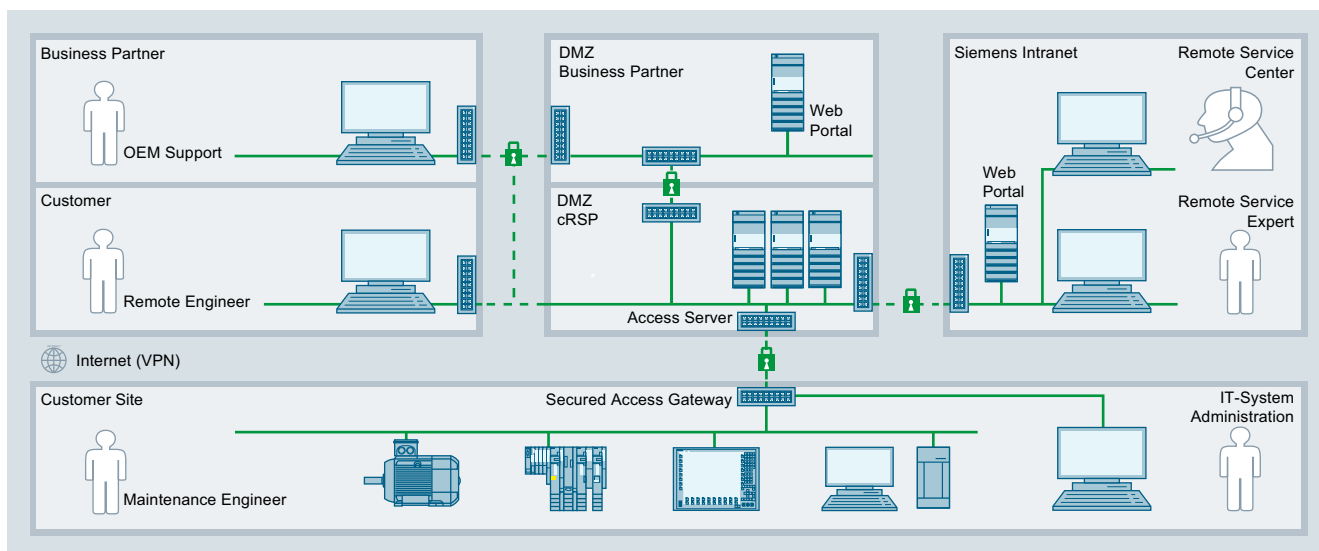 Business Partner
OEM Support
DMZ
Business Partner
Web
Portal
Siemens Intranet
Remote Service
Center
Customer
Remote Engineer
DMZ
cRSP
Access Server
Web
Portal
Remote Service
Expert
Internet (VPN)
Customer Site
Maintenance Engineer
Secured Access Gateway
IT-System
Administration